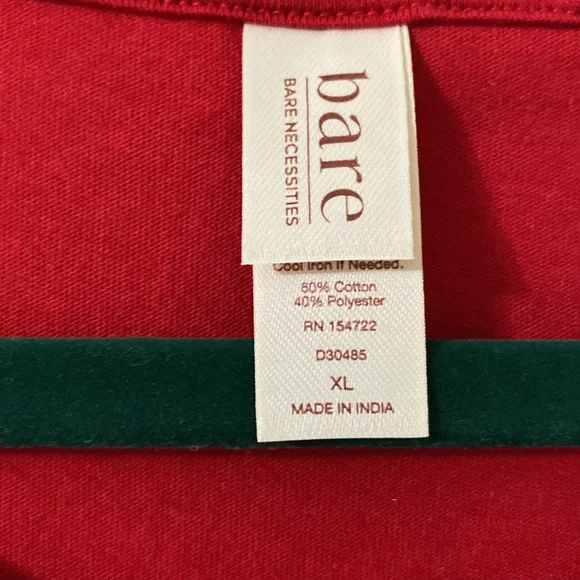 bare
BARE NECESSITIES
Cool Iron If Needed.
60% Cotton
40% Polyester
RN 154722
D30485
XL
MADE IN INDIA